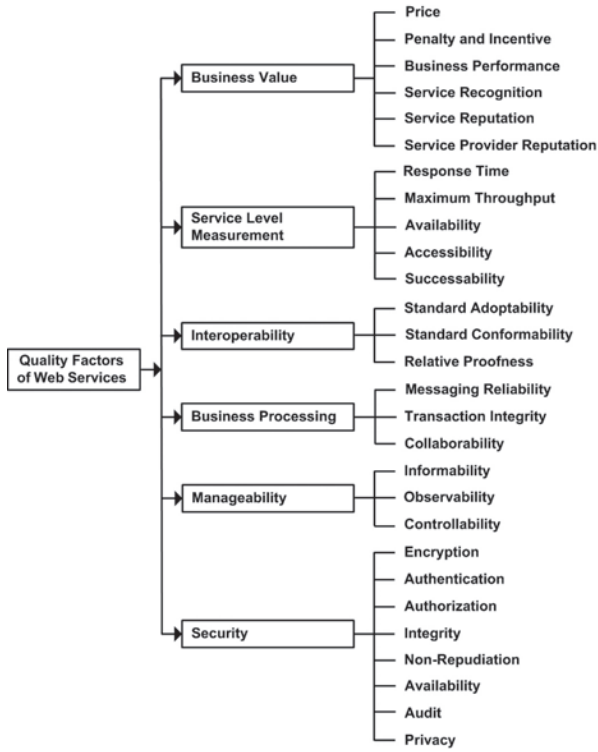 Quality Factors
of Web Services
Business Value
Price
Penalty and Incentive
Business Performance
Service Recognition
Service Reputation
Service Provider Reputation
Service Level
Measurement
Response Time
Maximum Throughput
Availability
Accessibility
Successability
Interoperability
Standard Adoptability
Standard Conformability
Relative Proofness
Business Processing
Messaging Reliability
Transaction Integrity
Collaborability
Manageability
Informability
Observability
Controllability
Security
Encryption
Authentication
Authorization
Integrity
Non-Repudiation
Availability
Audit
Privacy